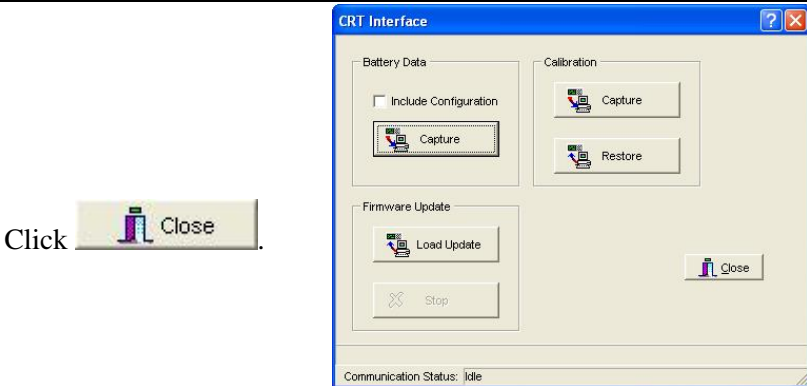 Click Close.
CRT Interface
Battery Data
Include Configuration
Capture
Calibration
Capture
Restore
Firmware Update
Load Update
Stop
Close
Communication Status: Idle